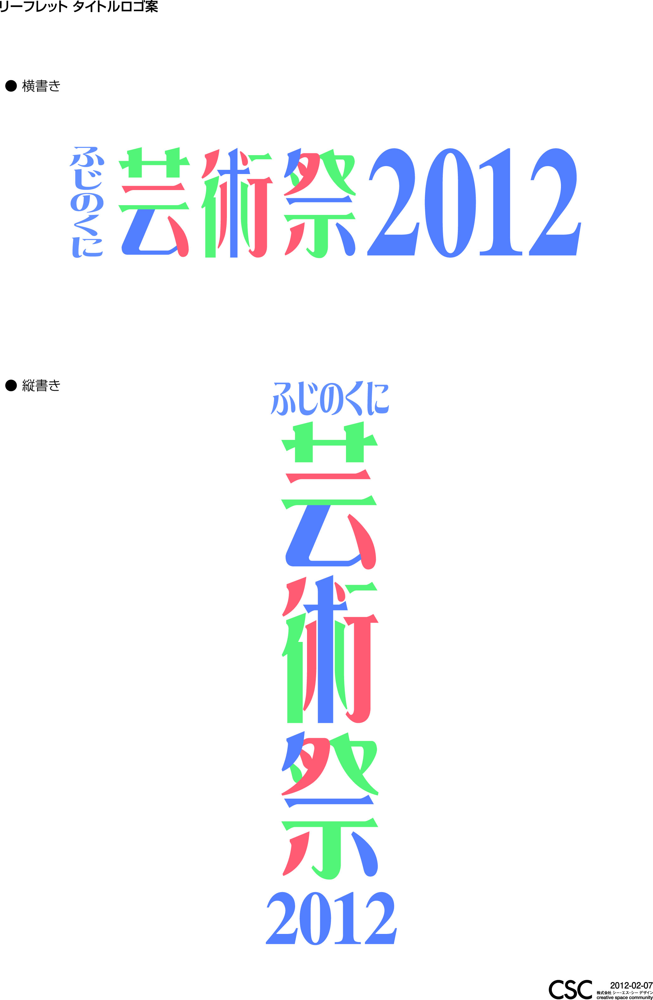 リーフレット タイトルロゴ案
● 横書き
ふじのくに
芸術祭2012
● 縦書き
ふじのくに
芸術祭
2012
CSC
2012-02-07
株式会社 シー・エス・シー デザイン
creative space community